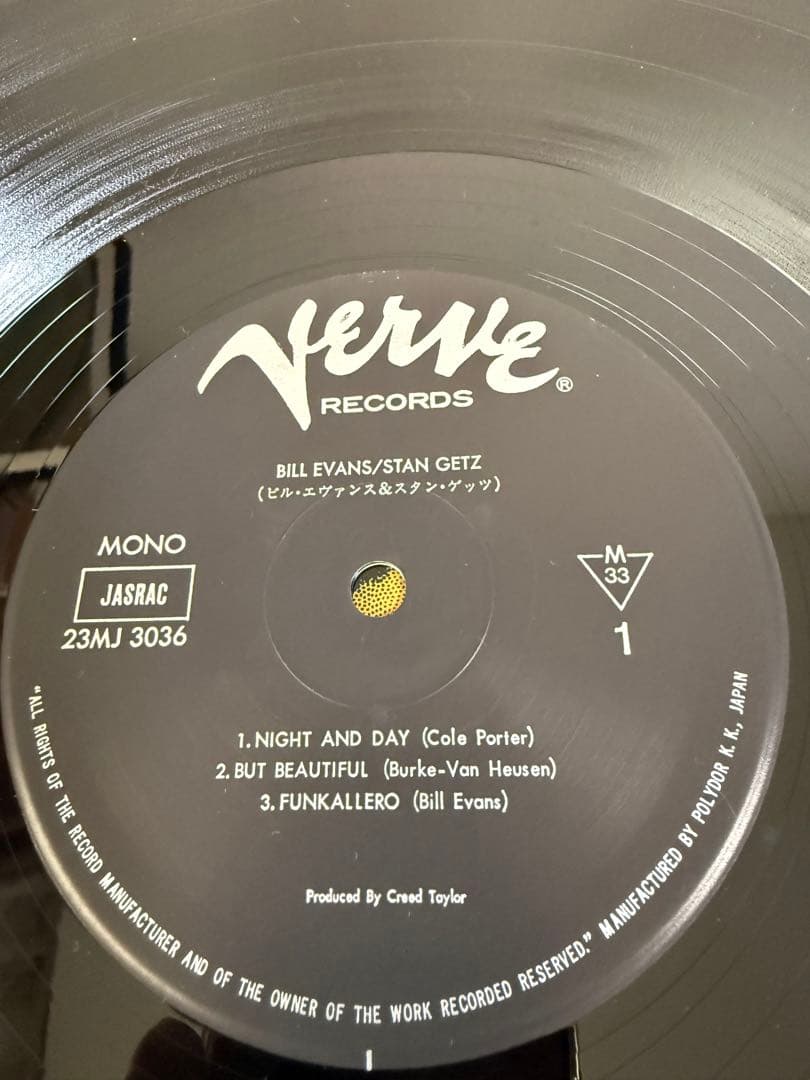 Verve®
RECORDS
BILL EVANS/STAN GETZ
(ビル・エヴァンス&スタン・ゲッツ)
MONO
JASRAC
23MJ 3036
M
33
1
1. NIGHT AND DAY (Cole Porter)
2. BUT BEAUTIFUL (Burke-Van Heusen)
3. FUNKALLERO (Bill Evans)
Produced By Creed Taylor
"ALL RIGHTS OF THE RECORD MANUFACTURER AND OF THE OWNER OF THE WORK RECORDED RESERVED." MANUFACTURED BY POLYDOR K. K., JAPAN